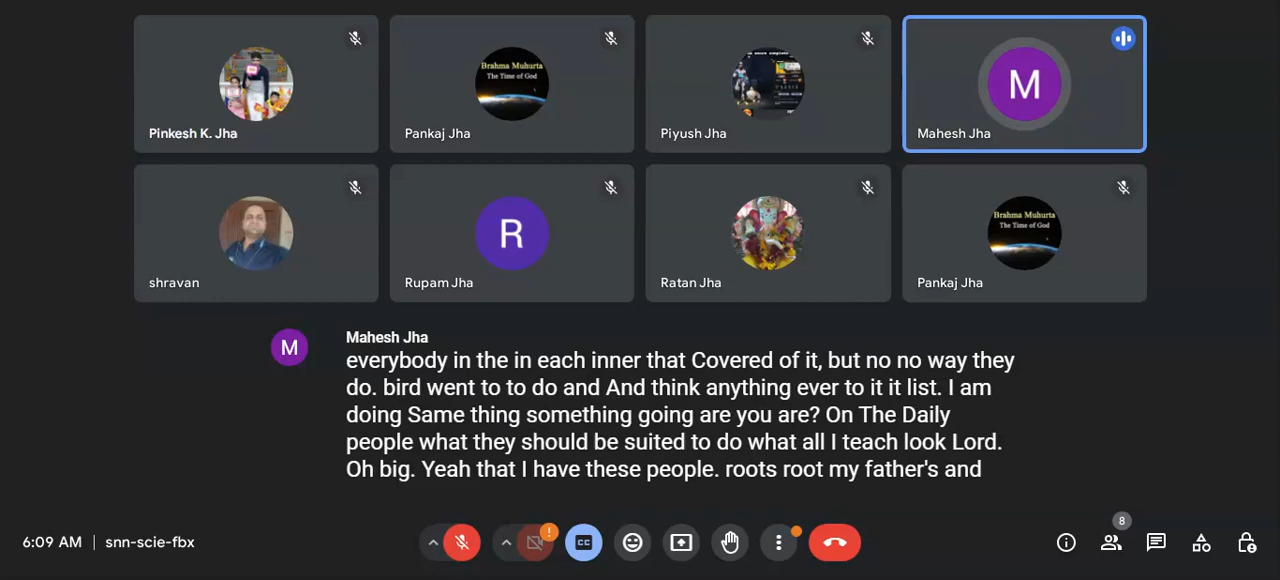 Pinkesh K. Jha
Brahma Muhurta
The Time of God
Pankaj Jha
Piyush Jha
M
Mahesh Jha
shravan
R
Rupam Jha
Ratan Jha
Brahma Muhurta
The Time of God
Pankaj Jha
M
Mahesh Jha
everybody in the in each inner that Covered of it, but no no way they
do. bird went to to do and And think anything ever to it it list. I am
doing Same thing something going are you are? On The Daily
people what they should be suited to do what all I teach look Lord.
Oh big. Yeah that I have these people. roots root my father's and
6:09 AM | snn-scie-fbx
!
CC
8